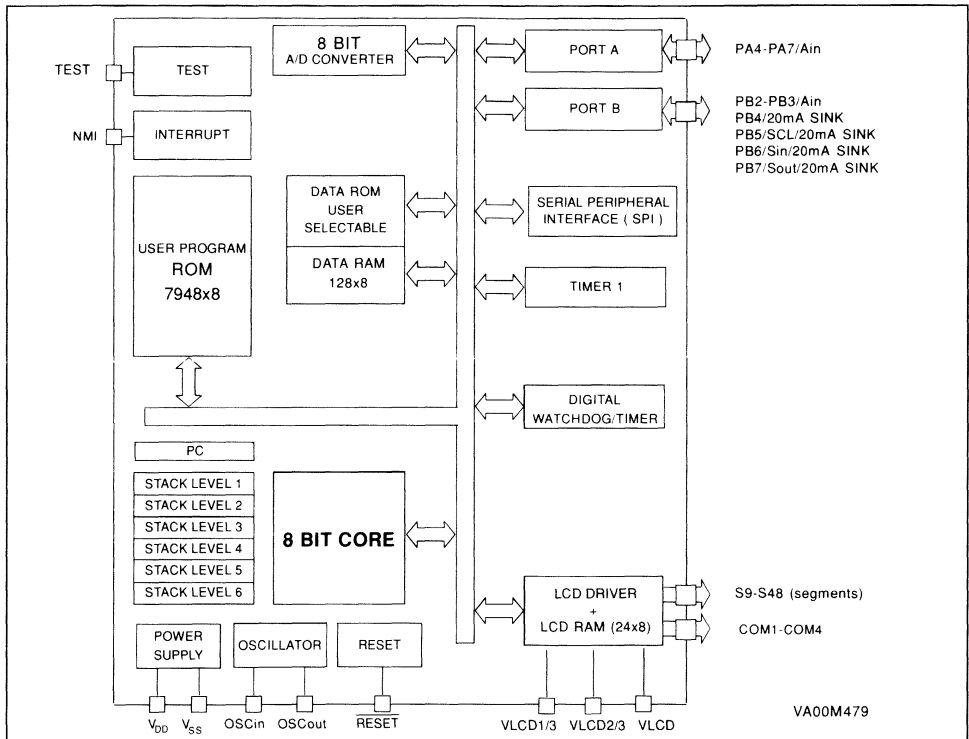 8 BIT
A/D CONVERTER
PORT A
PA4-PA7/Ain
TEST
TEST
PORT B
PB2-PB3/Ain
PB4/20mA SINK
PB5/SCL/20mA SINK
PB6/Sin/20mA SINK
PB7/Sout/20mA SINK
NMI
INTERRUPT
DATA ROM
USER
SELECTABLE
SERIAL PERIPHERAL
INTERFACE ( SPI )
USER PROGRAM
ROM
7948x8
DATA RAM
128x8
TIMER 1
DIGITAL
WATCHDOG/TIMER
PC
STACK LEVEL 1
STACK LEVEL 2
STACK LEVEL 3
STACK LEVEL 4
STACK LEVEL 5
STACK LEVEL 6
8 BIT CORE
LCD DRIVER
+
LCD RAM (24x8)
S9-S48 (segments)
COM1-COM4
POWER
SUPPLY
OSCILLATOR
RESET
VDD VSS OSCin OSCout RESET VLCD1/3 VLCD2/3 VLCD
VA00M479